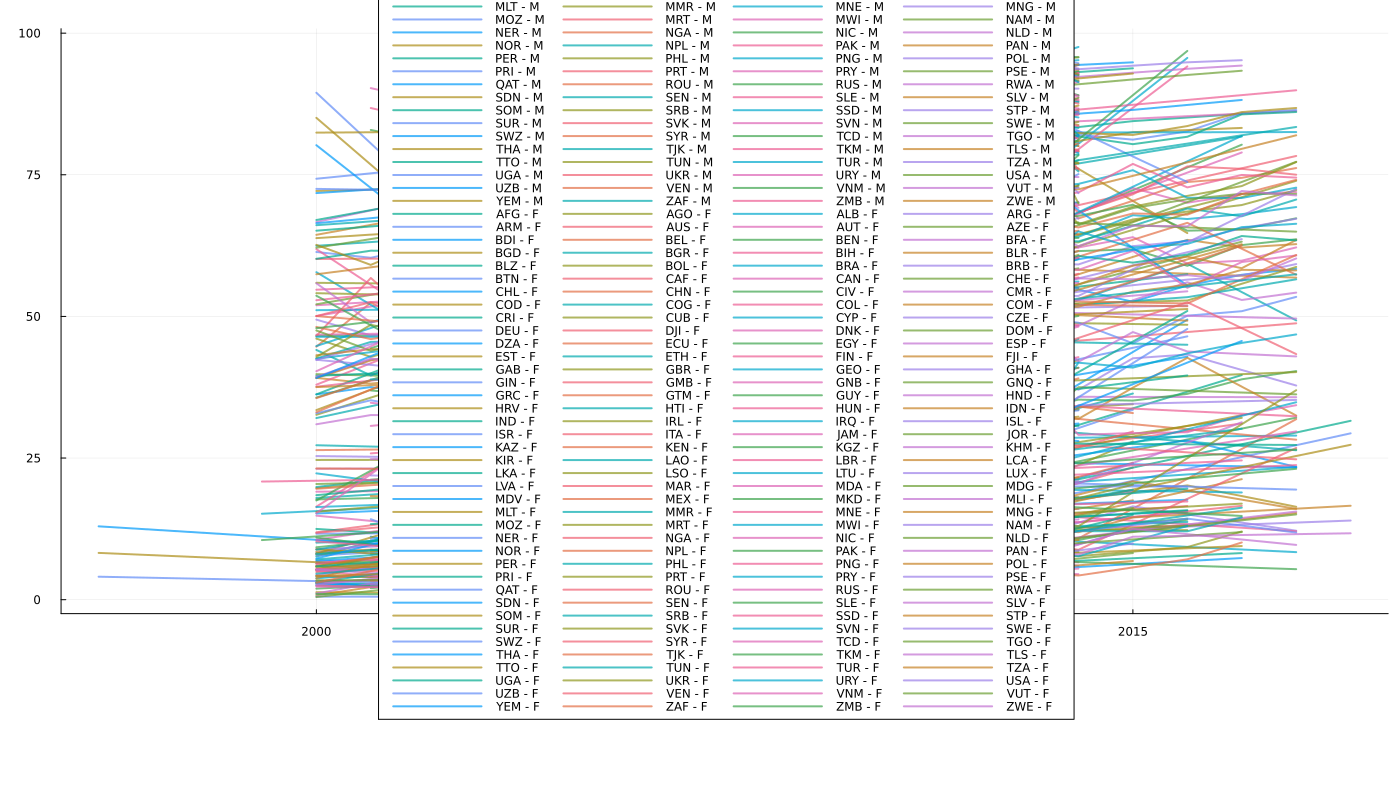 MLT - M MMR - M MNE - M MNG - M
MOZ - M MRT - M MWI - M NAM - M
NER - M NGA - M NIC - M NLD - M
NOR - M NPL - M PAK - M PAN - M
PER - M PHL - M PNG - M POL - M
PRI - M PRT - M PRY - M PSE - M
QAT - M ROU - M RUS - M RWA - M
SDN - M SEN - M SLE - M SLV - M
SOM - M SRB - M SSD - M STP - M
SUR - M SVK - M SVN - M SWE - M
SWZ - M SYR - M TCD - M TGO - M
THA - M TJK - M TKM - M TLS - M
TTO - M TUN - M TUR - M TZA - M
UGA - M UKR - M URY - M USA - M
UZB - M VEN - M VNM - M VUT - M
YEM - M ZAF - M ZMB - M ZWE - M
AFG - F AGO - F ALB - F ARG - F
ARM - F AUS - F AUT - F AZE - F
BDI - F BEL - F BEN - F BFA - F
BGD - F BGR - F BIH - F BLR - F
BLZ - F BOL - F BRA - F BRB - F
BTN - F CAF - F CAN - F CHE - F
CHL - F CHN - F CIV - F CMR - F
COD - F COG - F COL - F COM - F
CRI - F CUB - F CYP - F CZE - F
DEU - F DJI - F DNK - F DOM - F
DZA - F ECU - F EGY - F ESP - F
EST - F ETH - F FIN - F FJI - F
GAB - F GBR - F GEO - F GHA - F
GIN - F GMB - F GNB - F GNQ - F
GRC - F GTM - F GUY - F HND - F
HRV - F HTI - F HUN - F IDN - F
IND - F IRL - F IRQ - F ISL - F
ISR - F ITA - F JAM - F JOR - F
KAZ - F KEN - F KGZ - F KHM - F
KIR - F LAO - F LBR - F LCA - F
LKA - F LSO - F LTU - F LUX - F
LVA - F MAR - F MDA - F MDG - F
MDV - F MEX - F MKD - F MLI - F
MLT - F MMR - F MNE - F MNG - F
MOZ - F MRT - F MWI - F NAM - F
NER - F NGA - F NIC - F NLD - F
NOR - F NPL - F PAK - F PAN - F
PER - F PHL - F PNG - F POL - F
PRI - F PRT - F PRY - F PSE - F
QAT - F ROU - F RUS - F RWA - F
SDN - F SEN - F SLE - F SLV - F
SOM - F SRB - F SSD - F STP - F
SUR - F SVK - F SVN - F SWE - F
SWZ - F SYR - F TCD - F TGO - F
THA - F TJK - F TKM - F TLS - F
TTO - F TUN - F TUR - F TZA - F
UGA - F UKR - F URY - F USA - F
UZB - F VEN - F VNM - F VUT - F
YEM - F ZAF - F ZMB - F ZWE - F
100
75
50
25
0
2000 2015